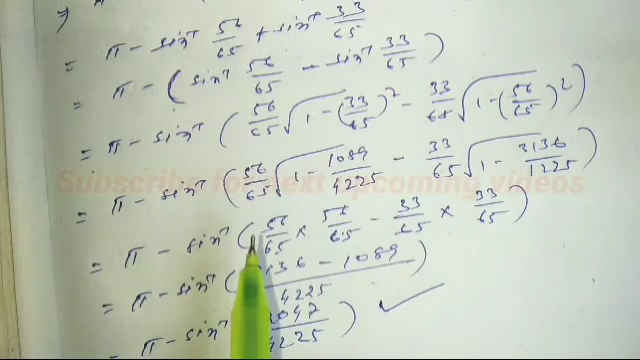 = π - sin⁻¹ 56/65 + sin⁻¹ 33/65
= π - (sin⁻¹ 56/65 - sin⁻¹ 33/65)
= π - sin⁻¹ (56/65 √(1 - (33/65)²) - 33/65 √(1 - (56/65)²))
= π - sin⁻¹ (56/65 √(1 - 1089/4225) - 33/65 √(1 - 3136/1225))
Subscribe for next upcoming videos
= π - sin⁻¹ (56/65 × 56/65 - 33/65 × 33/65)
= π - sin⁻¹ (3136 - 1089 / 4225)
= π - sin⁻¹ 2047/4225) ✓